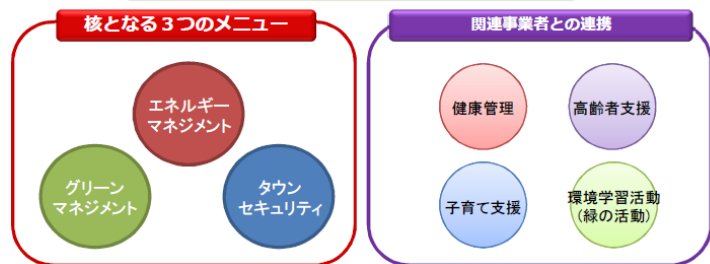 核となる３つのメニュー
エネルギー
マネジメント
グリーン
マネジメント
タウン
セキュリティ
関連事業者との連携
健康管理
高齢者支援
子育て支援
環境学習活動
(緑の活動)